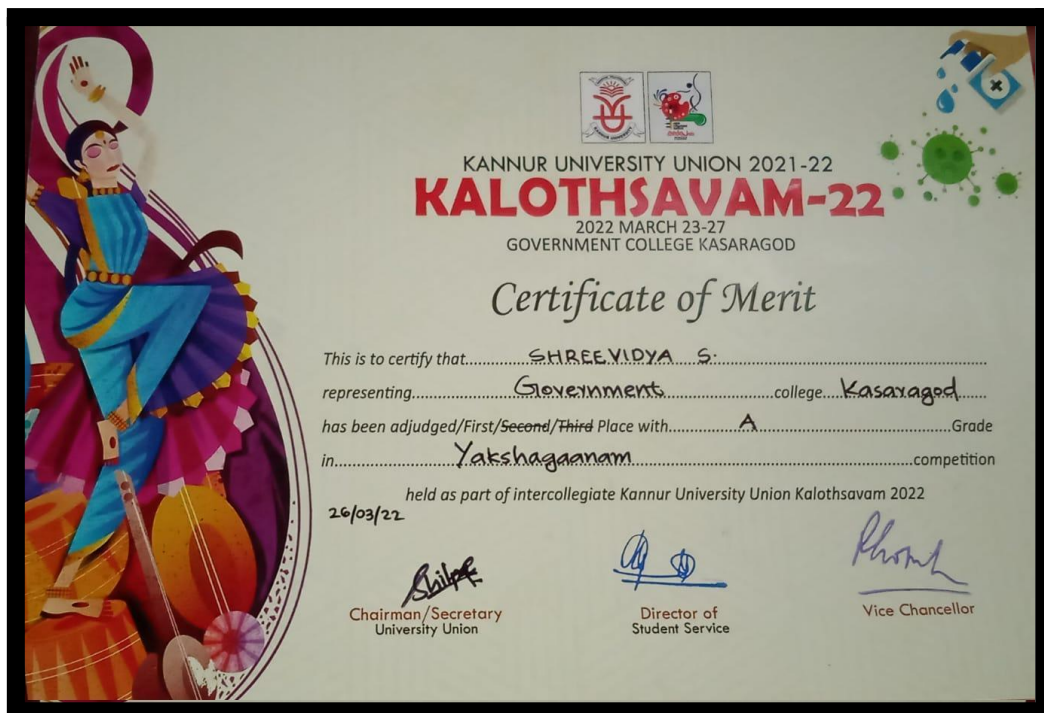 KANNUR UNIVERSITY UNION 2021-22
KALOTHSAVAM-22
2022 MARCH 23-27
GOVERNMENT COLLEGE KASARAGOD
Certificate of Merit
This is to certify that..........SHREEVIDYA S.....................................................
representing....................Government......................college....Kasaragod......
has been adjudged/First/Second/Third Place with..............A.......................................Grade
in........................Yakshagaanam.......................................................competition
held as part of intercollegiate Kannur University Union Kalothsavam 2022
26/03/22
Chairman/Secretary Director of Vice Chancellor
University Union Student Service